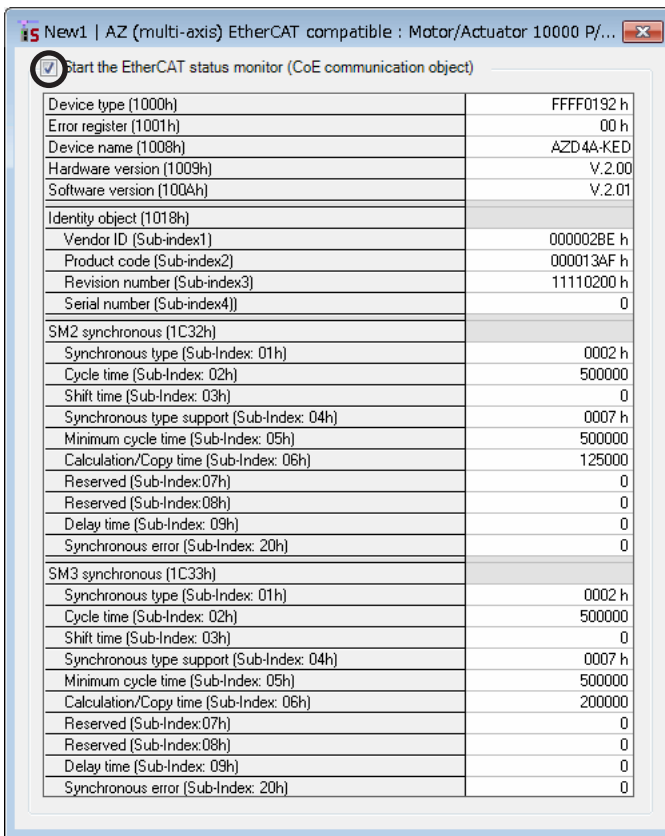 New1 | AZ (multi-axis) EtherCAT compatible : Motor/Actuator 10000 P/...
Start the EtherCAT status monitor (CoE communication object)
Device type (1000h) FFFF0192 h
Error register (1001h) 00 h
Device name (1008h) AZD4A-KED
Hardware version (1009h) V.2.00
Software version (100Ah) V.2.01
Identity object (1018h)
Vendor ID (Sub-index1) 000002BE h
Product code (Sub-index2) 000013AF h
Revision number (Sub-index3) 11110200 h
Serial number (Sub-index4)) 0
SM2 synchronous (1C32h)
Synchronous type (Sub-Index: 01h) 0002 h
Cycle time (Sub-Index: 02h) 500000
Shift time (Sub-Index: 03h) 0
Synchronous type support (Sub-Index: 04h) 0007 h
Minimum cycle time (Sub-Index: 05h) 500000
Calculation/Copy time (Sub-Index: 06h) 125000
Reserved (Sub-Index:07h) 0
Reserved (Sub-Index:08h) 0
Delay time (Sub-Index: 09h) 0
Synchronous error (Sub-Index: 20h) 0
SM3 synchronous (1C33h)
Synchronous type (Sub-Index: 01h) 0002 h
Cycle time (Sub-Index: 02h) 500000
Shift time (Sub-Index: 03h) 0
Synchronous type support (Sub-Index: 04h) 0007 h
Minimum cycle time (Sub-Index: 05h) 500000
Calculation/Copy time (Sub-Index: 06h) 200000
Reserved (Sub-Index:07h) 0
Reserved (Sub-Index:08h) 0
Delay time (Sub-Index: 09h) 0
Synchronous error (Sub-Index: 20h) 0